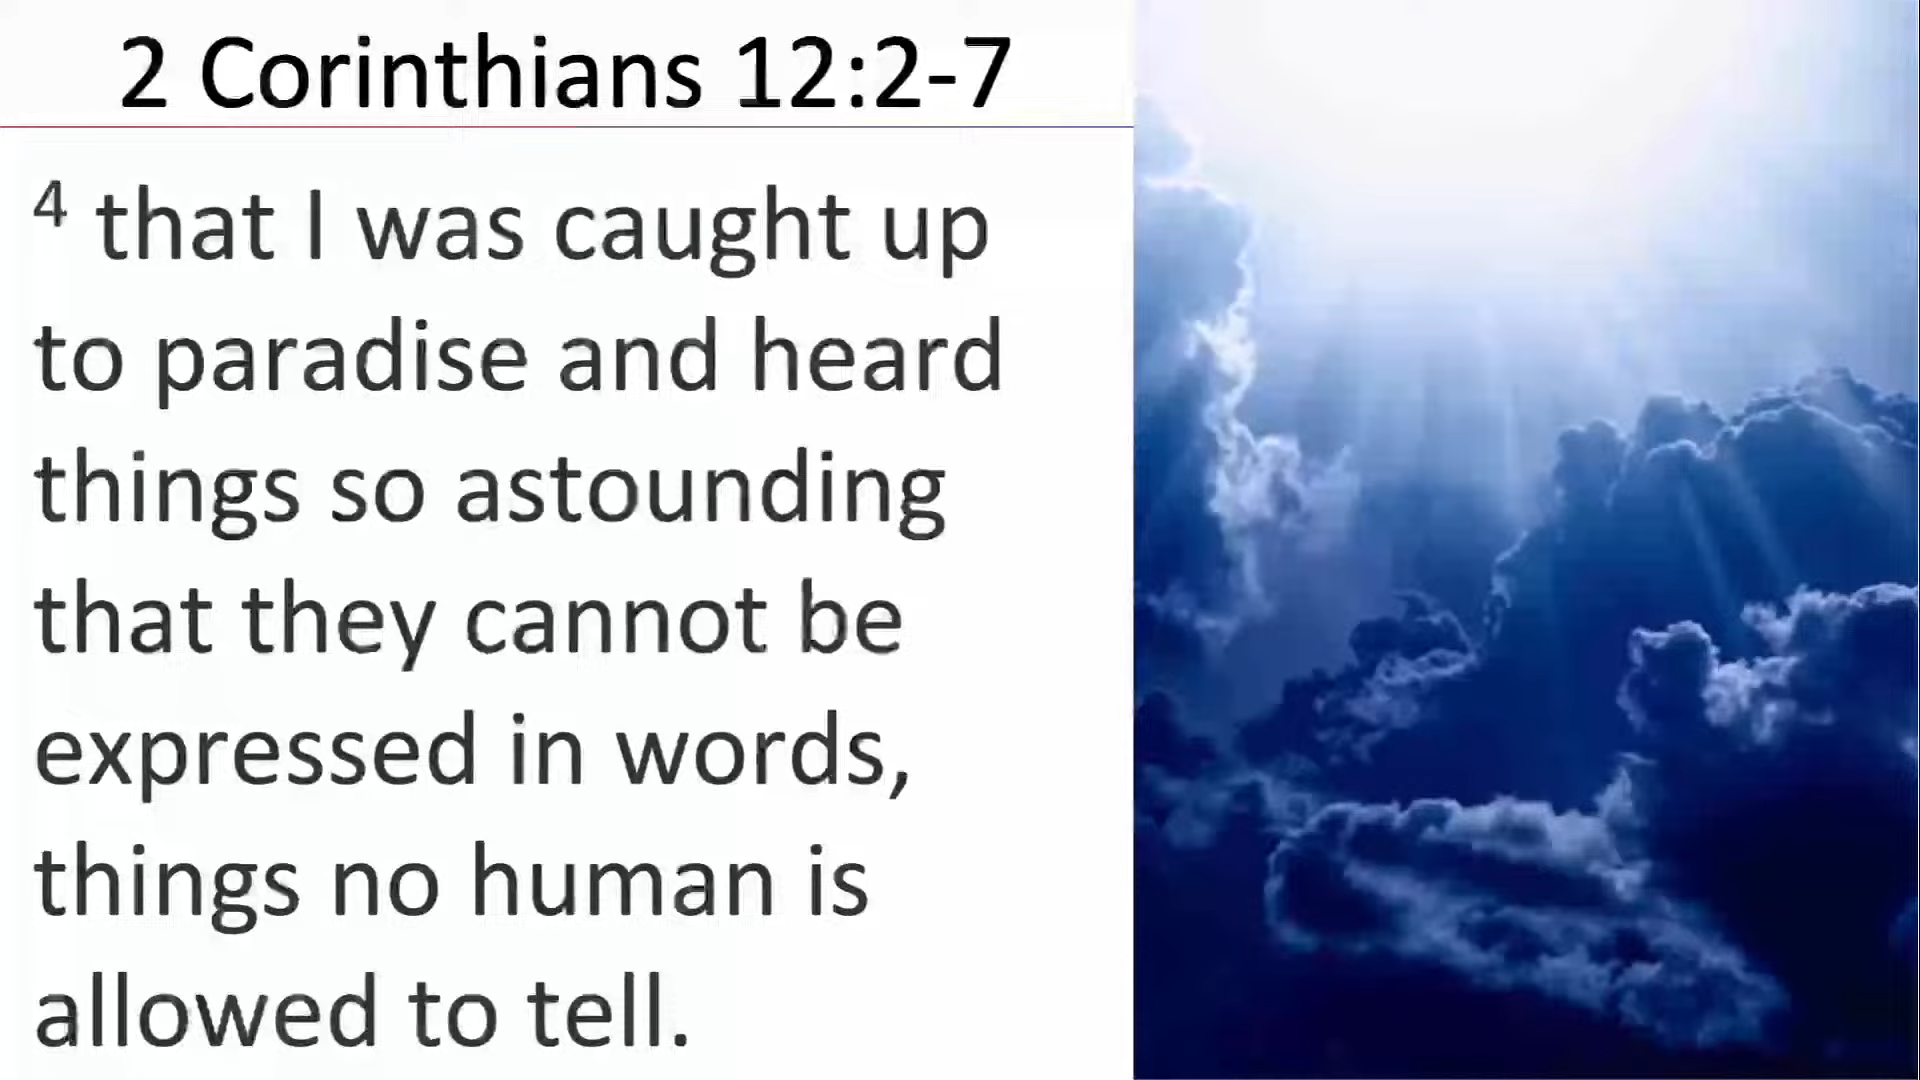 2 Corinthians 12:2-7
4 that I was caught up
to paradise and heard
things so astounding
that they cannot be
expressed in words,
things no human is
allowed to tell.